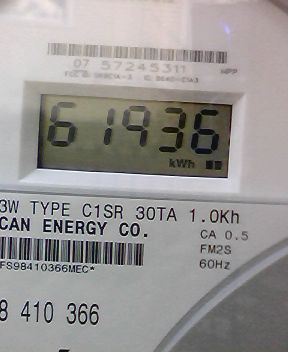 07 57245311
61936
kWh
3W TYPE C1SR 30TA 1.0Kh
CAN ENERGY CO.
CA 0.5
FM2S
60Hz
FS98410366MEC*
8 410 366